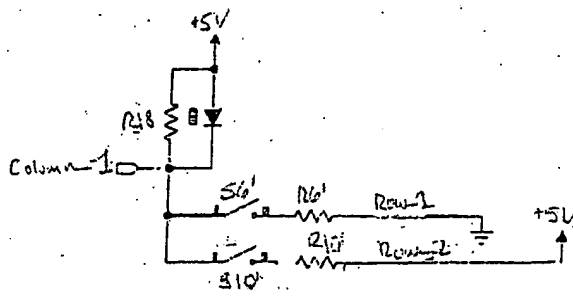 +5V
R18
Column-1
S6 R6 Row-1
+5V
R10 Row-2
S10